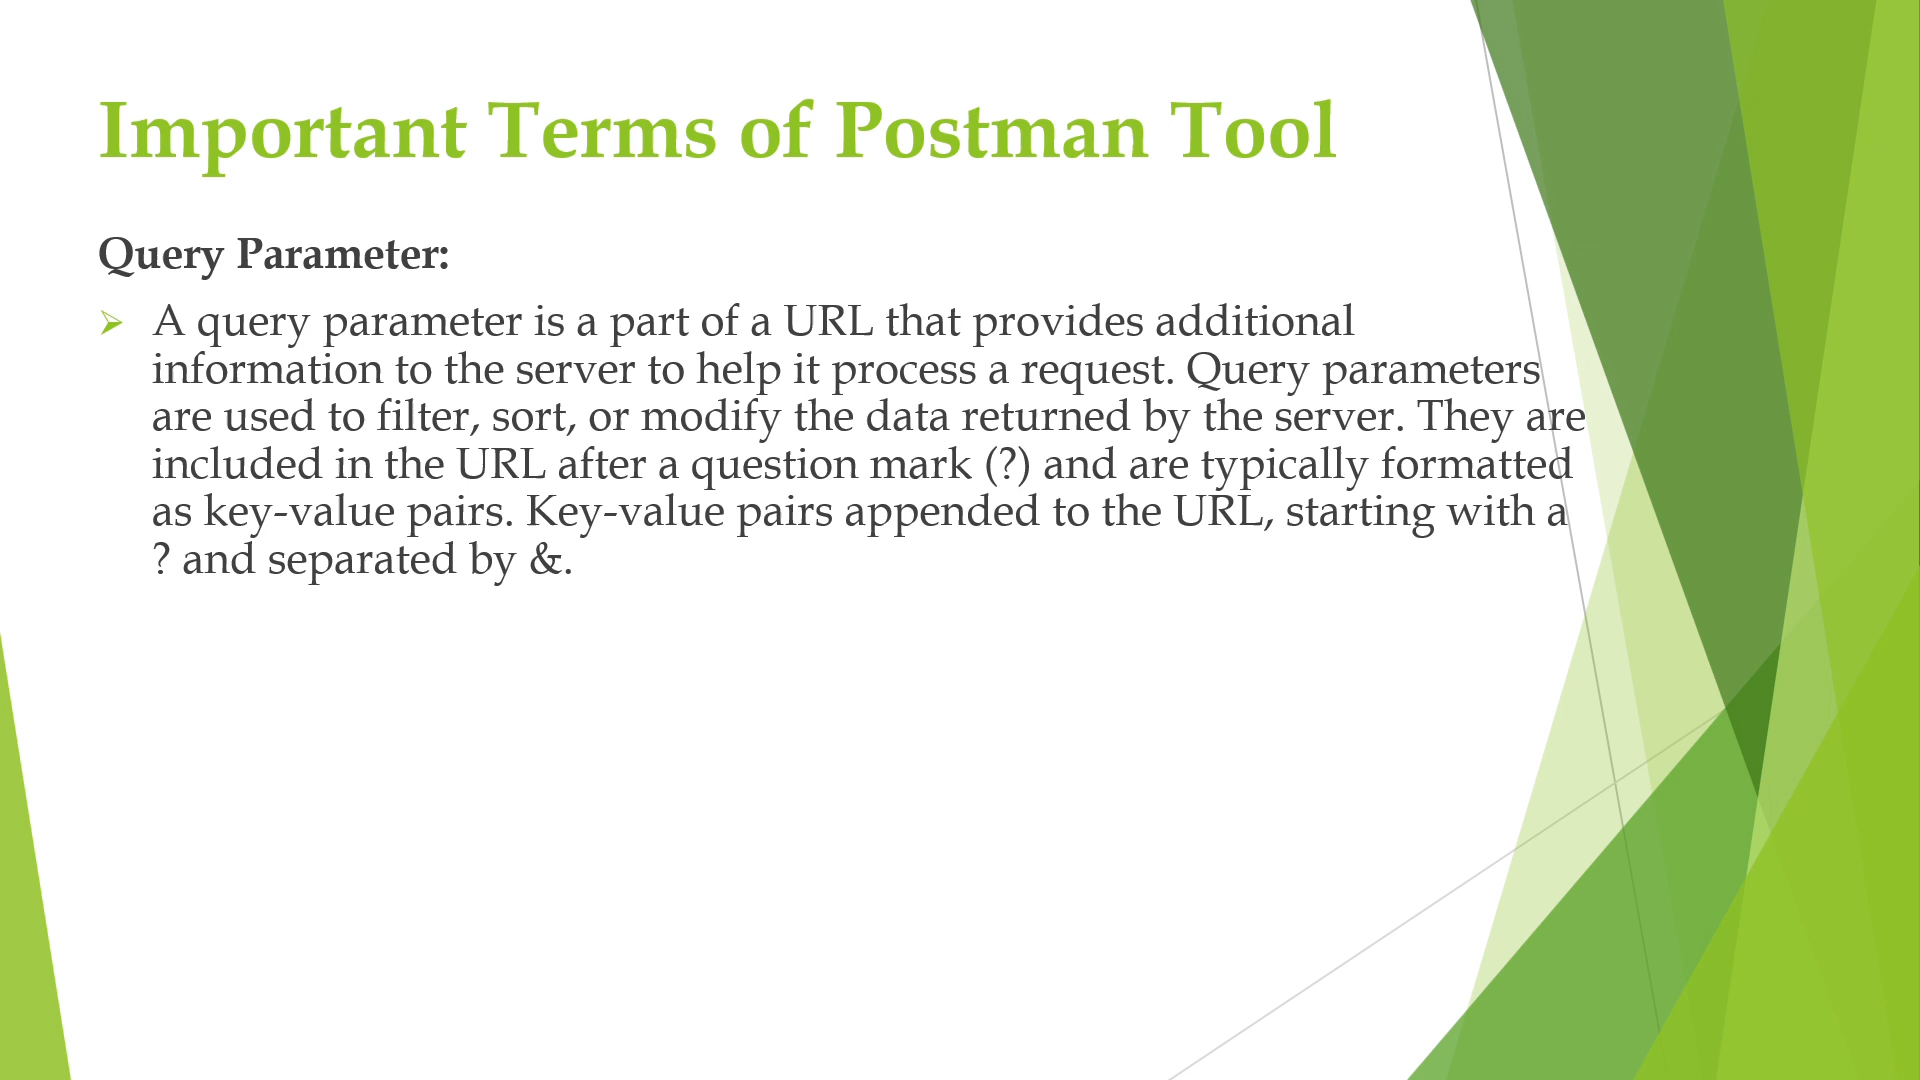 Important Terms of Postman Tool
Query Parameter:
A query parameter is a part of a URL that provides additional
information to the server to help it process a request. Query parameters
are used to filter, sort, or modify the data returned by the server. They are
included in the URL after a question mark (?) and are typically formatted
as key-value pairs. Key-value pairs appended to the URL, starting with a
? and separated by &.